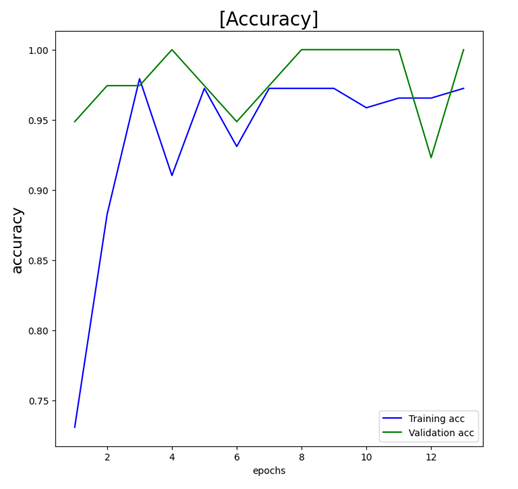 [Accuracy]
1.00
0.95
0.90
0.85
0.80
0.75
accuracy
2 4 6 8 10 12
epochs
Training acc
Validation acc